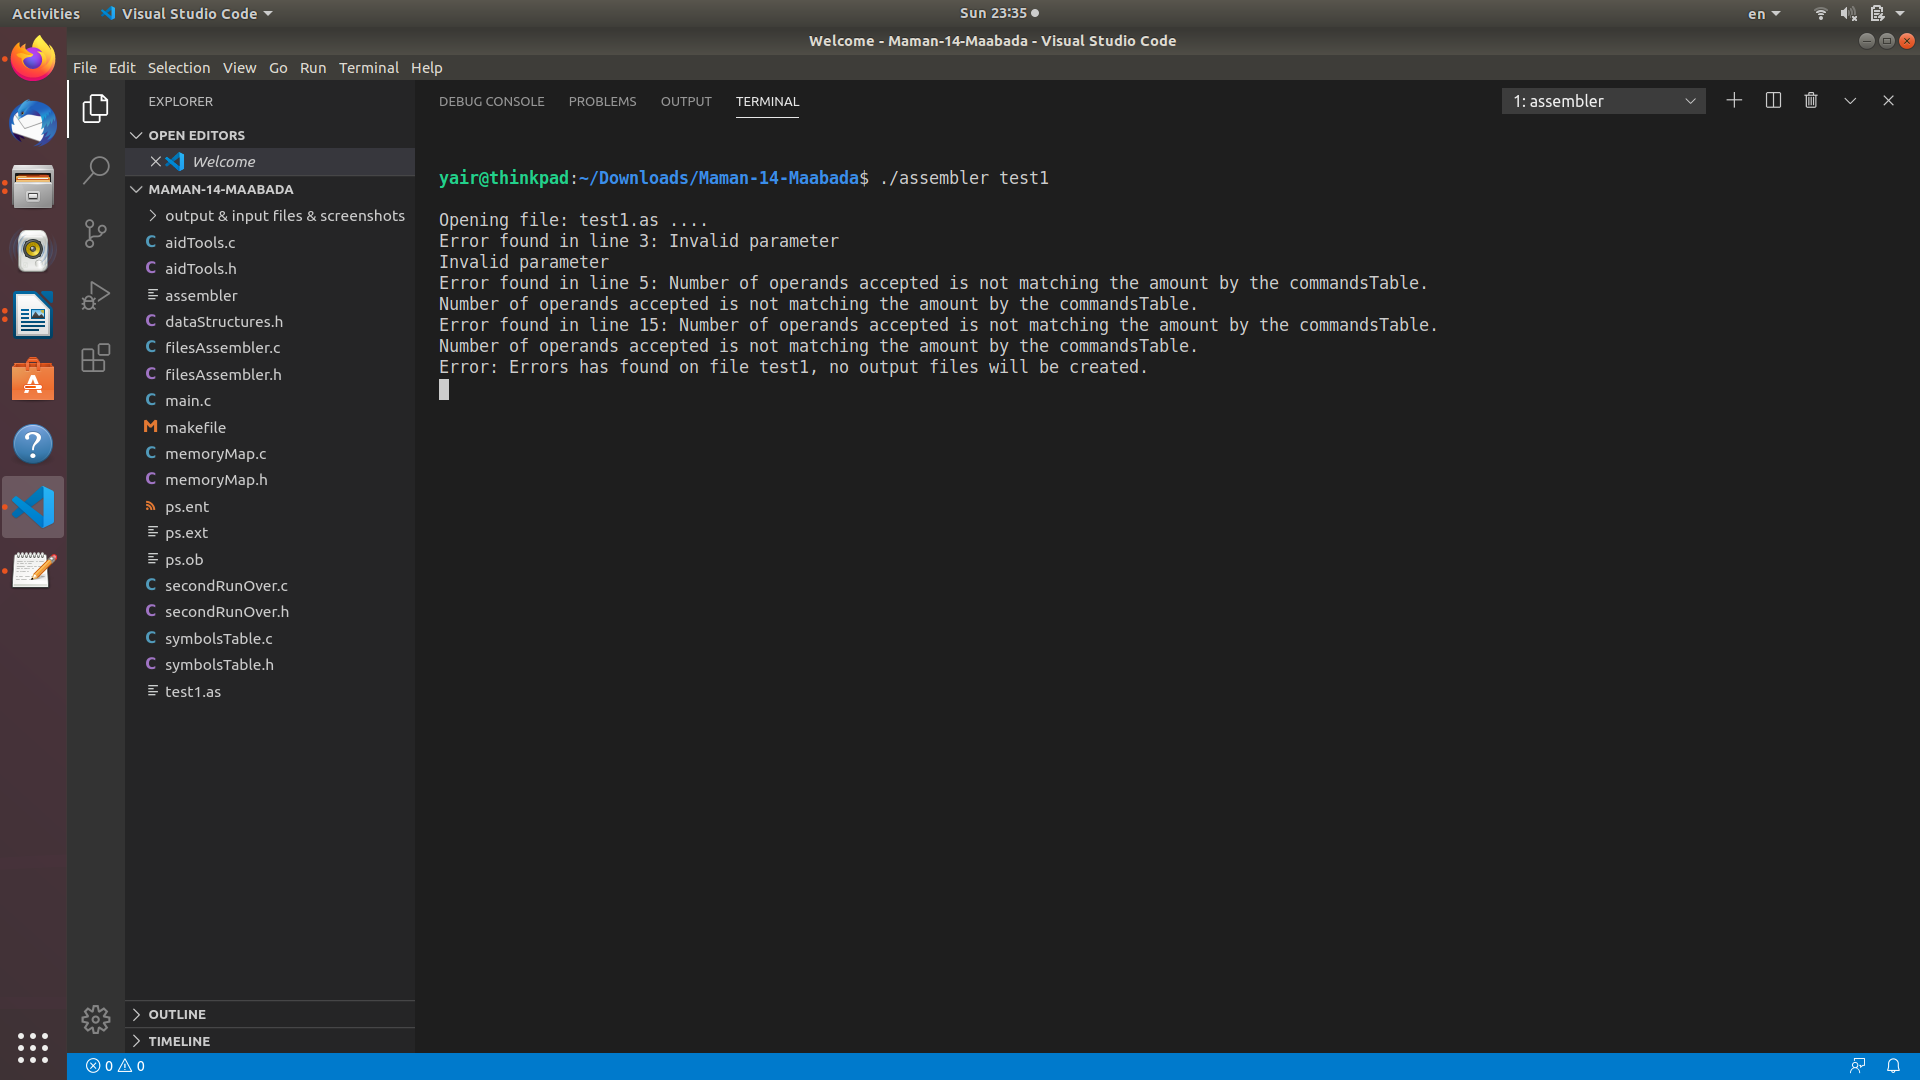 Activities
Visual Studio Code
Sun 23:35
en
Welcome - Maman-14-Maabada - Visual Studio Code
File Edit Selection View Go Run Terminal Help
EXPLORER
OPEN EDITORS
Welcome
MAMAN-14-MAABADA
output & input files & screenshots
C aidTools.c
C aidTools.h
assembler
C dataStructures.h
C filesAssembler.c
C filesAssembler.h
C main.c
M makefile
C memoryMap.c
C memoryMap.h
ps.ent
ps.ext
ps.ob
C secondRunOver.c
C secondRunOver.h
C symbolsTable.c
C symbolsTable.h
test1.as
OUTLINE
TIMELINE
DEBUG CONSOLE PROBLEMS OUTPUT TERMINAL
1: assembler
yair@thinkpad:~/Downloads/Maman-14-Maabada$ ./assembler test1
Opening file: test1.as ....
Error found in line 3: Invalid parameter
Invalid parameter
Error found in line 5: Number of operands accepted is not matching the amount by the commandsTable.
Number of operands accepted is not matching the amount by the commandsTable.
Error found in line 15: Number of operands accepted is not matching the amount by the commandsTable.
Number of operands accepted is not matching the amount by the commandsTable.
Error: Errors has found on file test1, no output files will be created.
0 0